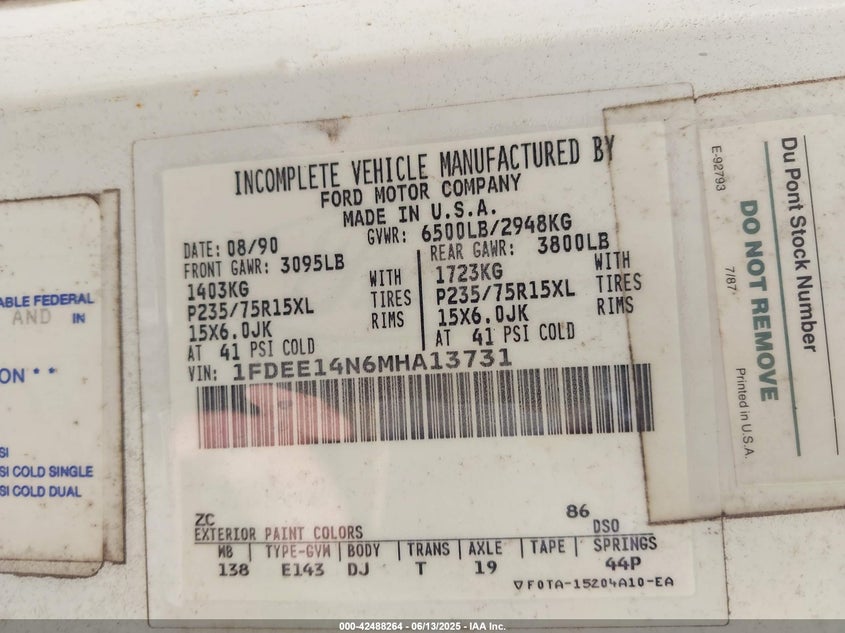 INCOMPLETE VEHICLE MANUFACTURED BY
FORD MOTOR COMPANY
MADE IN U.S.A.
DATE: 08/90
GVWR: 6500LB/2948KG
FRONT GAWR: 3095LB
1403KG
P235/75R15XL
15X6.0JK
AT 41 PSI COLD
WITH
TIRES
RIMS
REAR GAWR: 3800LB
1723KG
P235/75R15XL
15X6.0JK
AT 41 PSI COLD
WITH
TIRES
RIMS
VIN: 1FDEE14N6MHA13731
ZC
EXTERIOR PAINT COLORS
86
DSO
WB | TYPE-GVW | BODY | TRANS | AXLE | TAPE | SPRINGS
138 E143 DJ T 19 44P
▽F0TA-15204A10-EA
ABLE FEDERAL
AND IN
ON * *
SI
SI COLD SINGLE
SI COLD DUAL
Du Pont Stock Number
DO NOT REMOVE
E-92793
7/87
Printed in U.S.A.
000-42488264 - 06/13/2025 - IAA Inc.